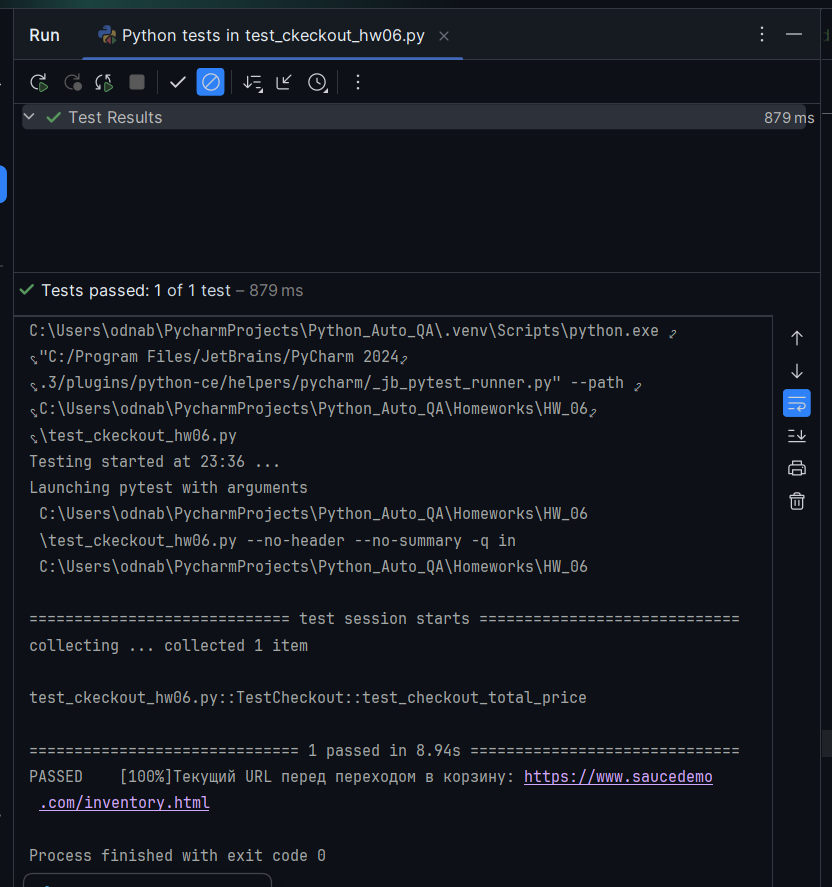 Run Python tests in test_ckeckout_hw06.py
Test Results 879 ms
Tests passed: 1 of 1 test – 879 ms
C:\Users\odnab\PycharmProjects\Python_Auto_QA\.venv\Scripts\python.exe
"C:/Program Files/JetBrains/PyCharm 2024
.3/plugins/python-ce/helpers/pycharm/_jb_pytest_runner.py" --path
C:\Users\odnab\PycharmProjects\Python_Auto_QA\Homeworks\HW_06
\test_ckeckout_hw06.py
Testing started at 23:36 ...
Launching pytest with arguments
C:\Users\odnab\PycharmProjects\Python_Auto_QA\Homeworks\HW_06
\test_ckeckout_hw06.py --no-header --no-summary -q in
C:\Users\odnab\PycharmProjects\Python_Auto_QA\Homeworks\HW_06
============================= test session starts =============================
collecting ... collected 1 item
test_ckeckout_hw06.py::TestCheckout::test_checkout_total_price
============================== 1 passed in 8.94s ==============================
PASSED    [100%]Текущий URL перед переходом в корзину: https://www.saucedemo
.com/inventory.html
Process finished with exit code 0